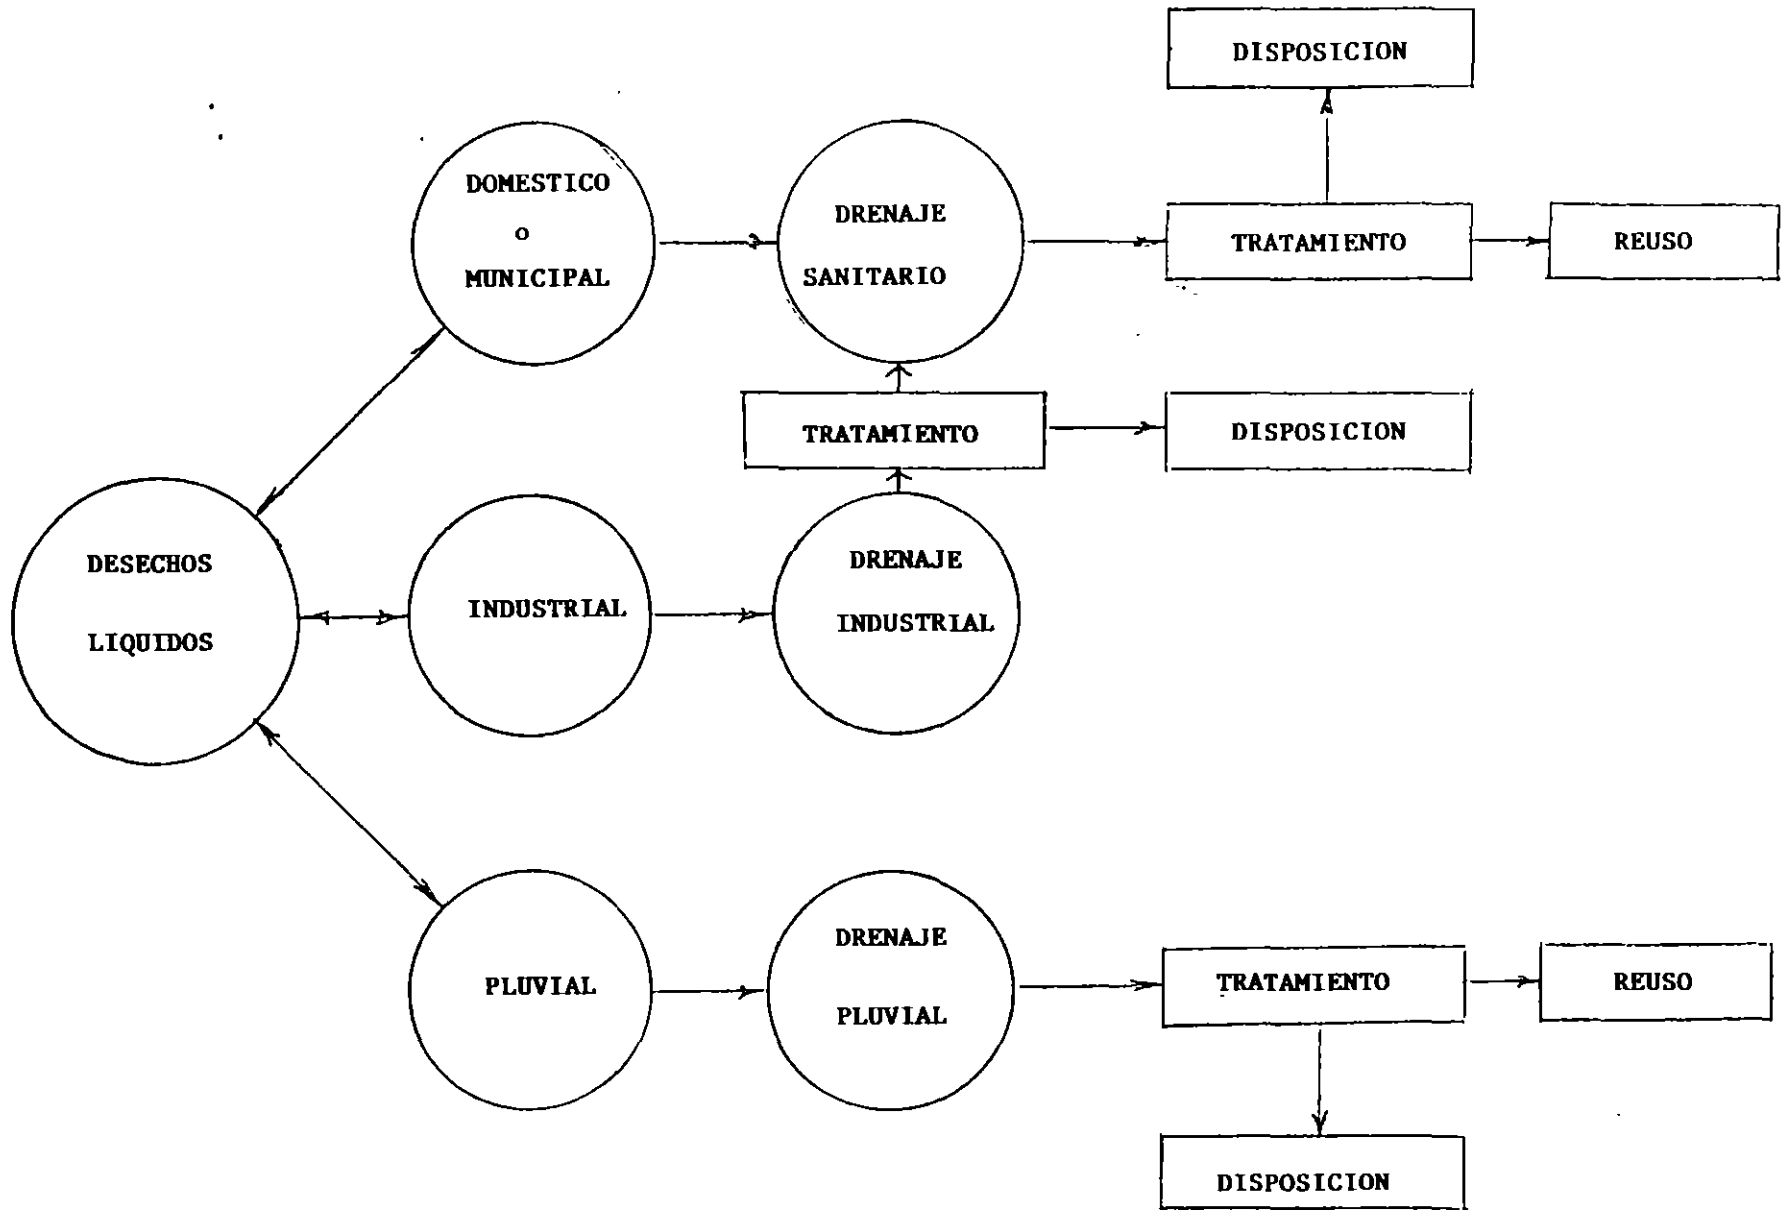 DISPOSICION
DOMESTICO
o
MUNICIPAL
DRENAJE
SANITARIO
TRATAMIENTO
REUSO
TRATAMIENTO
DISPOSICION
DESECHOS
LIQUIDOS
INDUSTRIAL
DRENAJE
INDUSTRIAL
PLUVIAL
DRENAJE
PLUVIAL
TRATAMIENTO
REUSO
DISPOSICION